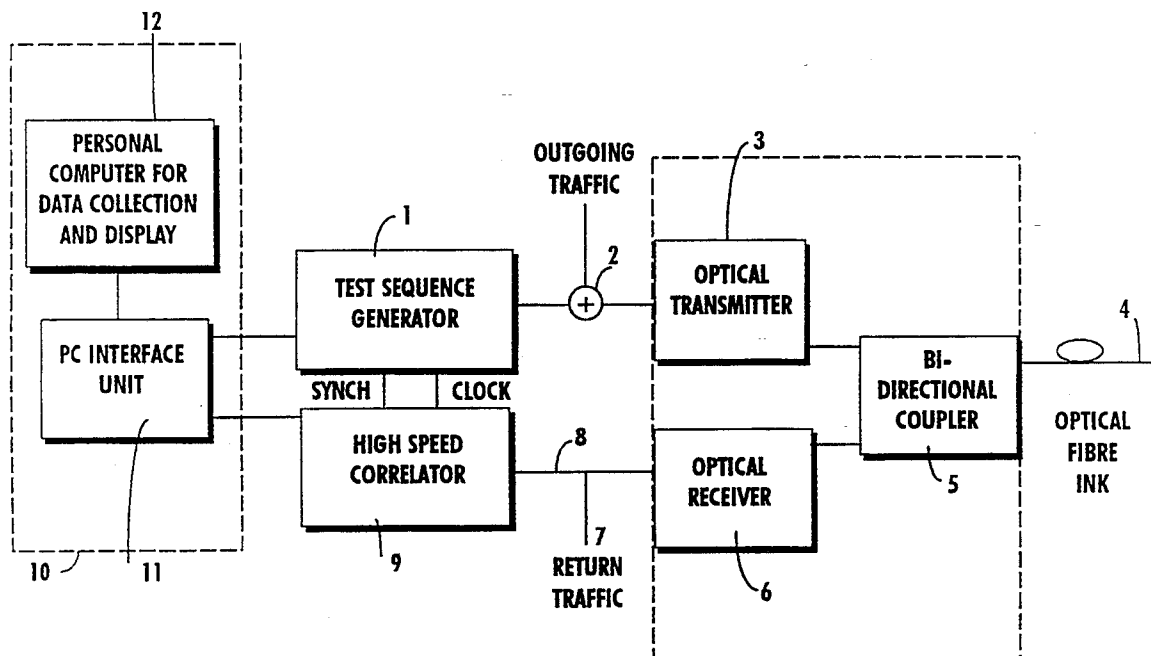 12
PERSONAL
COMPUTER FOR
DATA COLLECTION
AND DISPLAY
PC INTERFACE
UNIT
10
11
1
TEST SEQUENCE
GENERATOR
SYNCH
CLOCK
HIGH SPEED
CORRELATOR
9
OUTGOING
TRAFFIC
2
+
8
7
RETURN
TRAFFIC
3
OPTICAL
TRANSMITTER
OPTICAL
RECEIVER
6
BI-
DIRECTIONAL
COUPLER
5
4
OPTICAL
FIBRE
INK